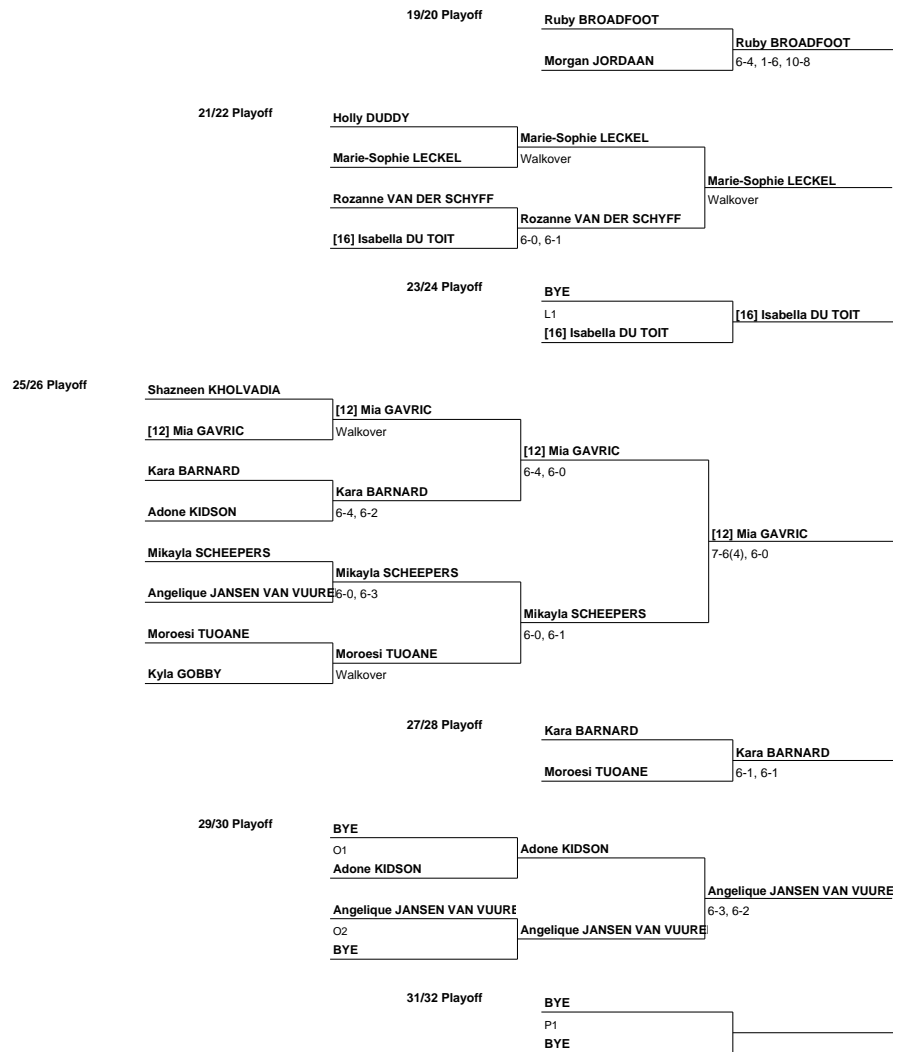 19/20 Playoff
Ruby BROADFOOT
Ruby BROADFOOT
Morgan JORDAAN
6-4, 1-6, 10-8
21/22 Playoff
Holly DUDDY
Marie-Sophie LECKEL
Marie-Sophie LECKEL
Walkover
Marie-Sophie LECKEL
Rozanne VAN DER SCHYFF
Walkover
Rozanne VAN DER SCHYFF
[16] Isabella DU TOIT
6-0, 6-1
23/24 Playoff
BYE
L1
[16] Isabella DU TOIT
[16] Isabella DU TOIT
25/26 Playoff
Shazneen KHOLVADIA
[12] Mia GAVRIC
[12] Mia GAVRIC
Walkover
[12] Mia GAVRIC
Kara BARNARD
6-4, 6-0
Kara BARNARD
Adone KIDSON
6-4, 6-2
[12] Mia GAVRIC
Mikayla SCHEEPERS
7-6(4), 6-0
Mikayla SCHEEPERS
Angelique JANSEN VAN VUURE
6-0, 6-3
Mikayla SCHEEPERS
Moroesi TUOANE
6-0, 6-1
Moroesi TUOANE
Kyla GOBBY
Walkover
27/28 Playoff
Kara BARNARD
Kara BARNARD
Moroesi TUOANE
6-1, 6-1
29/30 Playoff
BYE
O1
Adone KIDSON
Adone KIDSON
Angelique JANSEN VAN VUURE
Angelique JANSEN VAN VUURE
6-3, 6-2
O2
Angelique JANSEN VAN VUURE
BYE
31/32 Playoff
BYE
P1
BYE